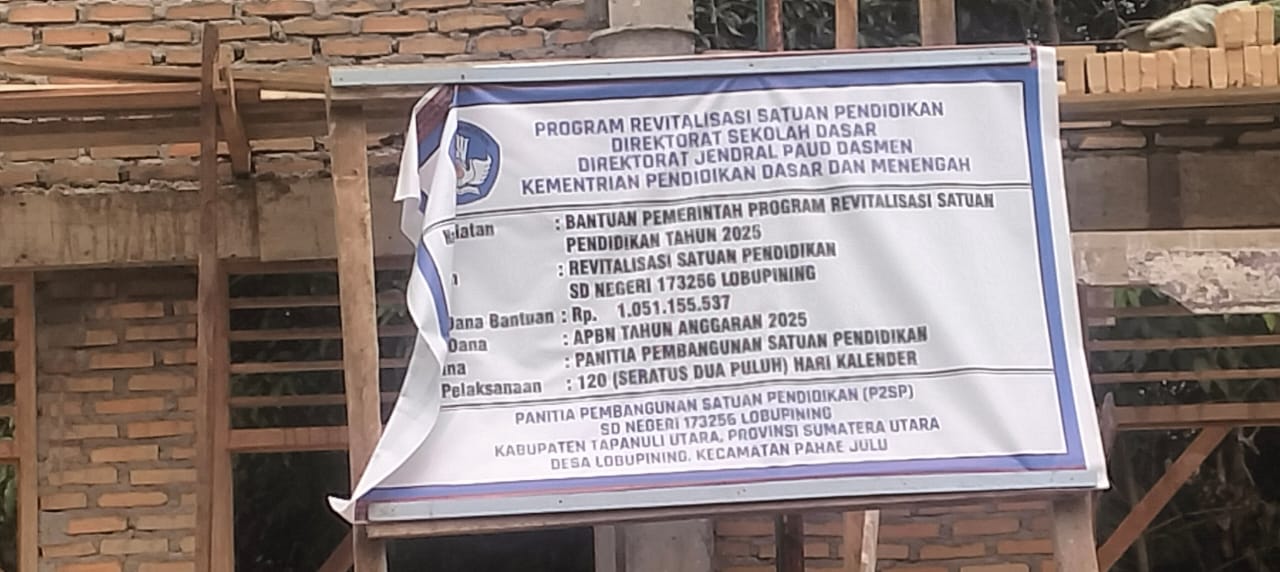 PROGRAM REVITALISASI SATUAN PENDIDIKAN
DIREKTORAT SEKOLAH DASAR
DIREKTORAT JENDRAL PAUD DASMEN
KEMENTRIAN PENDIDIKAN DASAR DAN MENENGAH
: BANTUAN PEMERINTAH PROGRAM REVITALISASI SATUAN
PENDIDIKAN TAHUN 2025
: REVITALISASI SATUAN PENDIDIKAN
SD NEGERI 173256 LOBUPINING
Dana Bantuan : Rp. 1.051.155.537
Dana : APBN TAHUN ANGGARAN 2025
: PANITIA PEMBANGUNAN SATUAN PENDIDIKAN
Pelaksanaan : 120 (SERATUS DUA PULUH) HARI KALENDER
PANITIA PEMBANGUNAN SATUAN PENDIDIKAN (P2SP)
SD NEGERI 173256 LOBUPINING
KABUPATEN TAPANULI UTARA, PROVINSI SUMATERA UTARA
DESA LOBUPINING, KECAMATAN PAHAE JULU